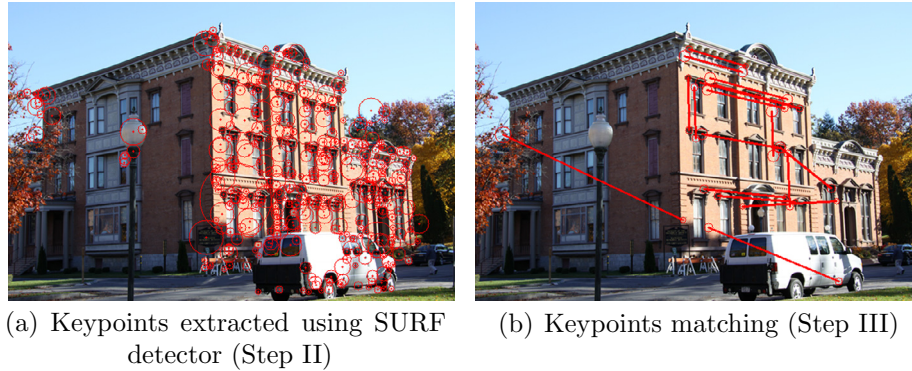 (a) Keypoints extracted using SURF
detector (Step II)
(b) Keypoints matching (Step III)